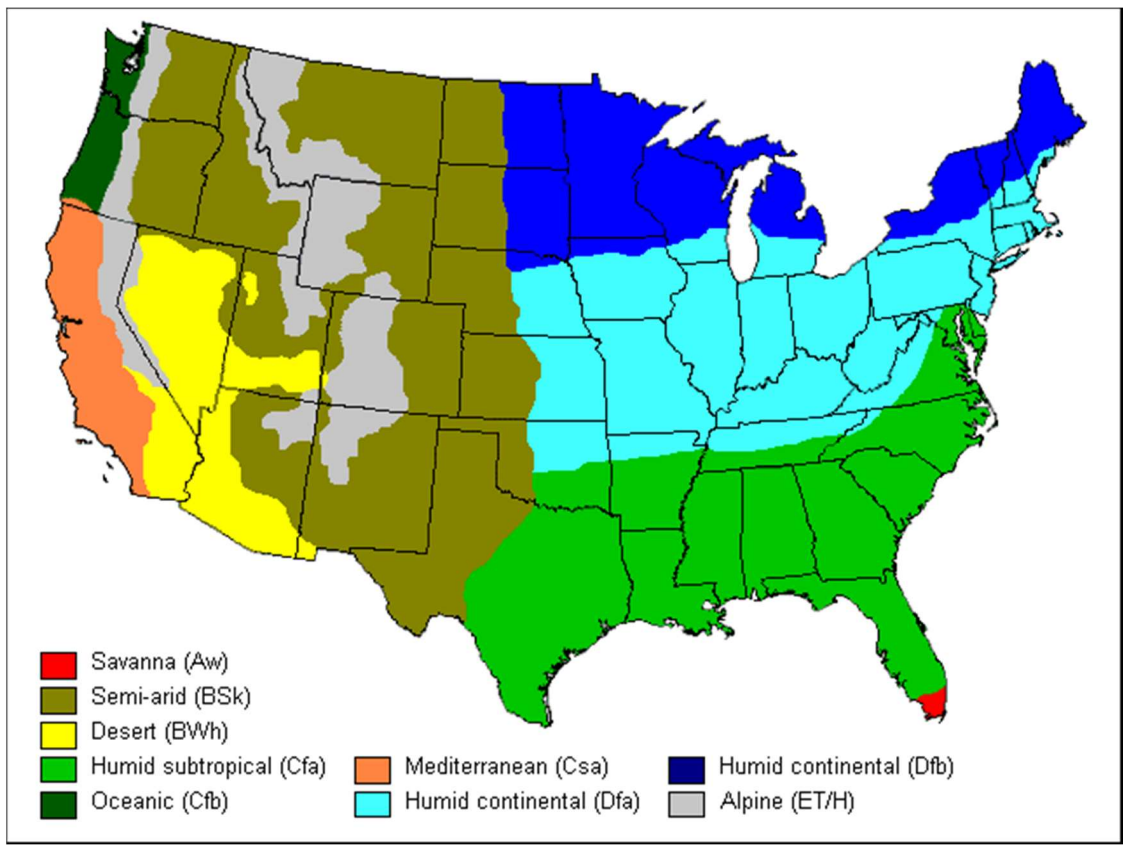 Savanna (Aw)
Semi-arid (BSk)
Desert (BWh)
Humid subtropical (Cfa)
Mediterranean (Csa)
Humid continental (Dfb)
Oceanic (Cfb)
Humid continental (Dfa)
Alpine (ET/H)